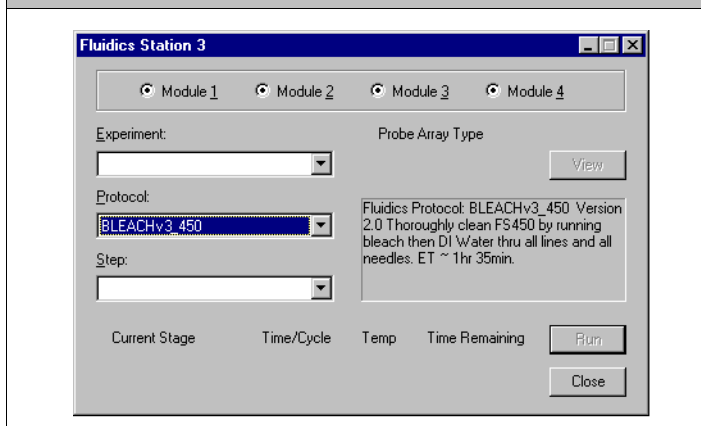 Fluidics Station 3
Module 1 Module 2 Module 3 Module 4
Experiment:
Probe Array Type
View
Protocol:
BLEACHv3_450
Fluidics Protocol: BLEACHv3_450 Version
2.0 Thoroughly clean FS450 by running
bleach then DI Water thru all lines and all
needles. ET ~ 1hr 35min.
Step:
Current Stage Time/Cycle Temp Time Remaining Run
Close